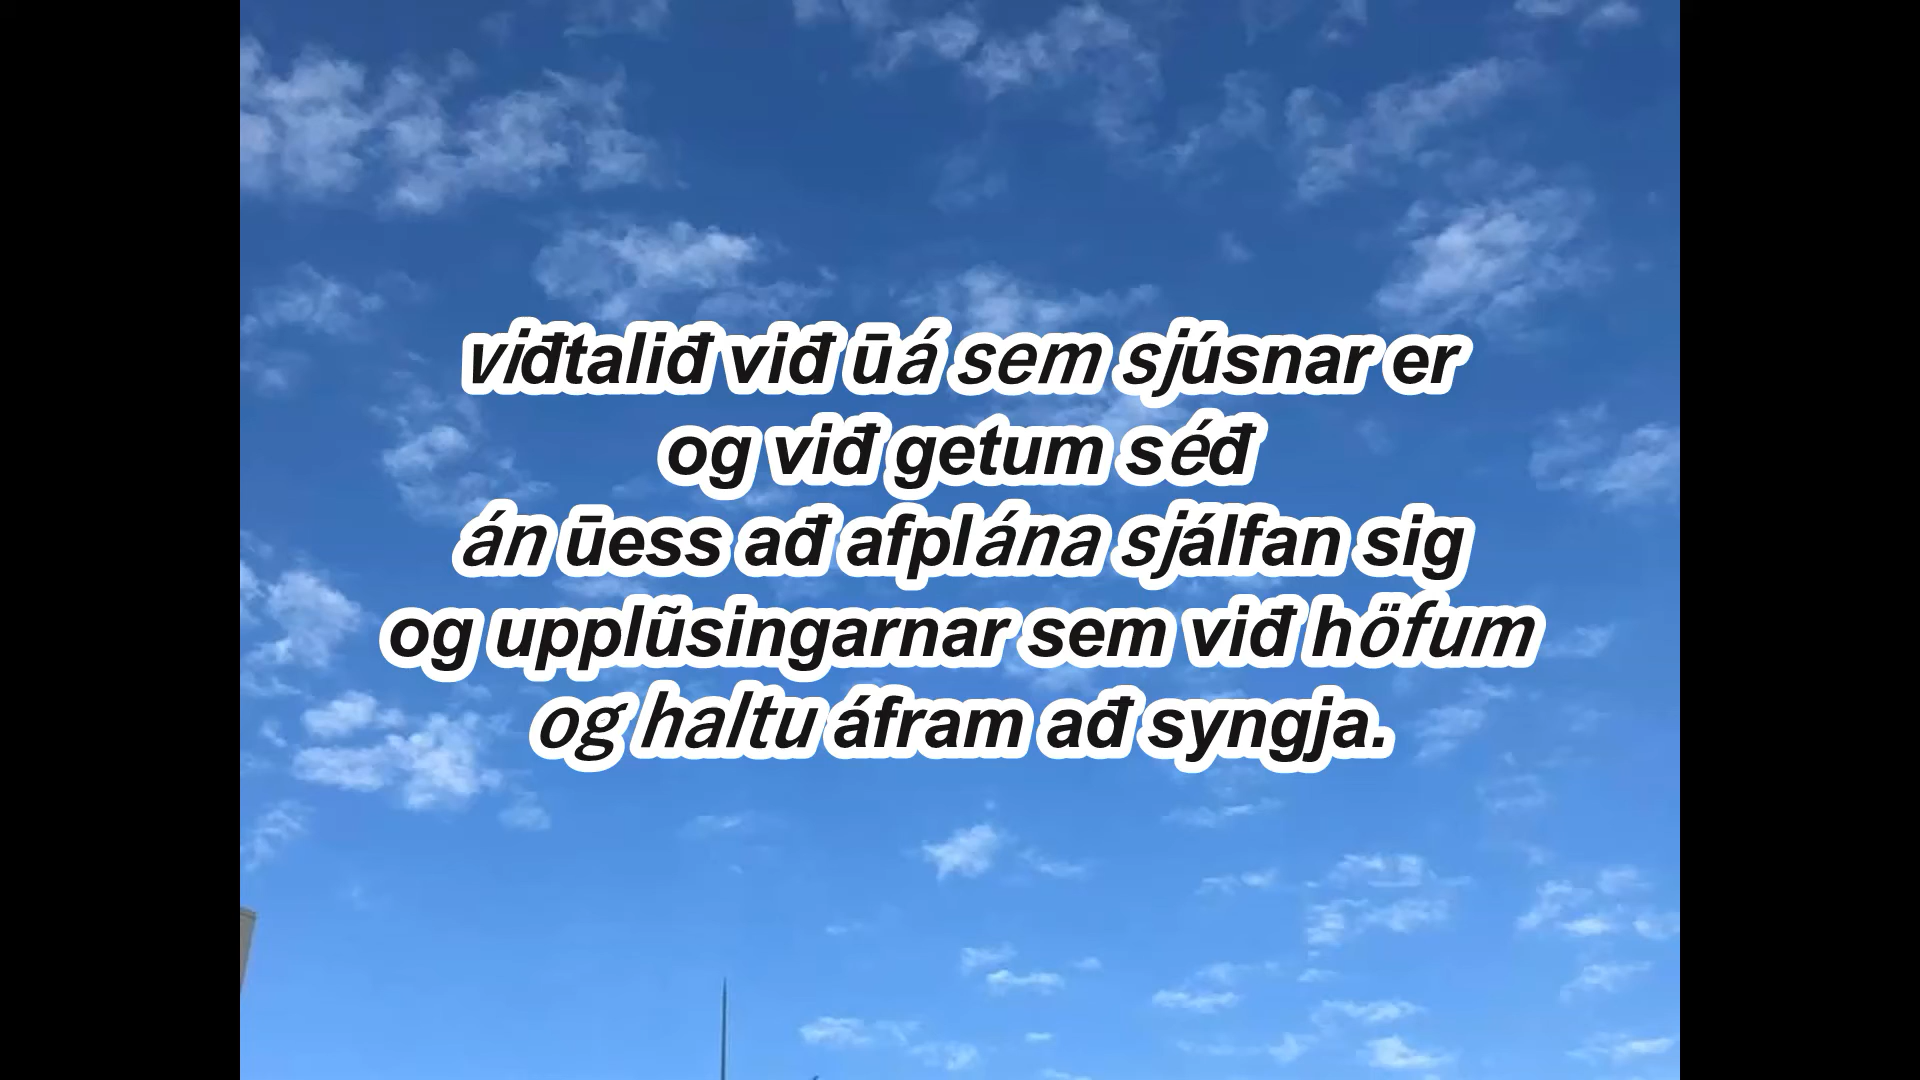 viđtaliđ viđ ūá sem sjúsnar er
og viđ getum séđ
án ūess ađ afplána sjálfan sig
og upplũsingarnar sem viđ höfum
og haltu áfram ađ syngja.